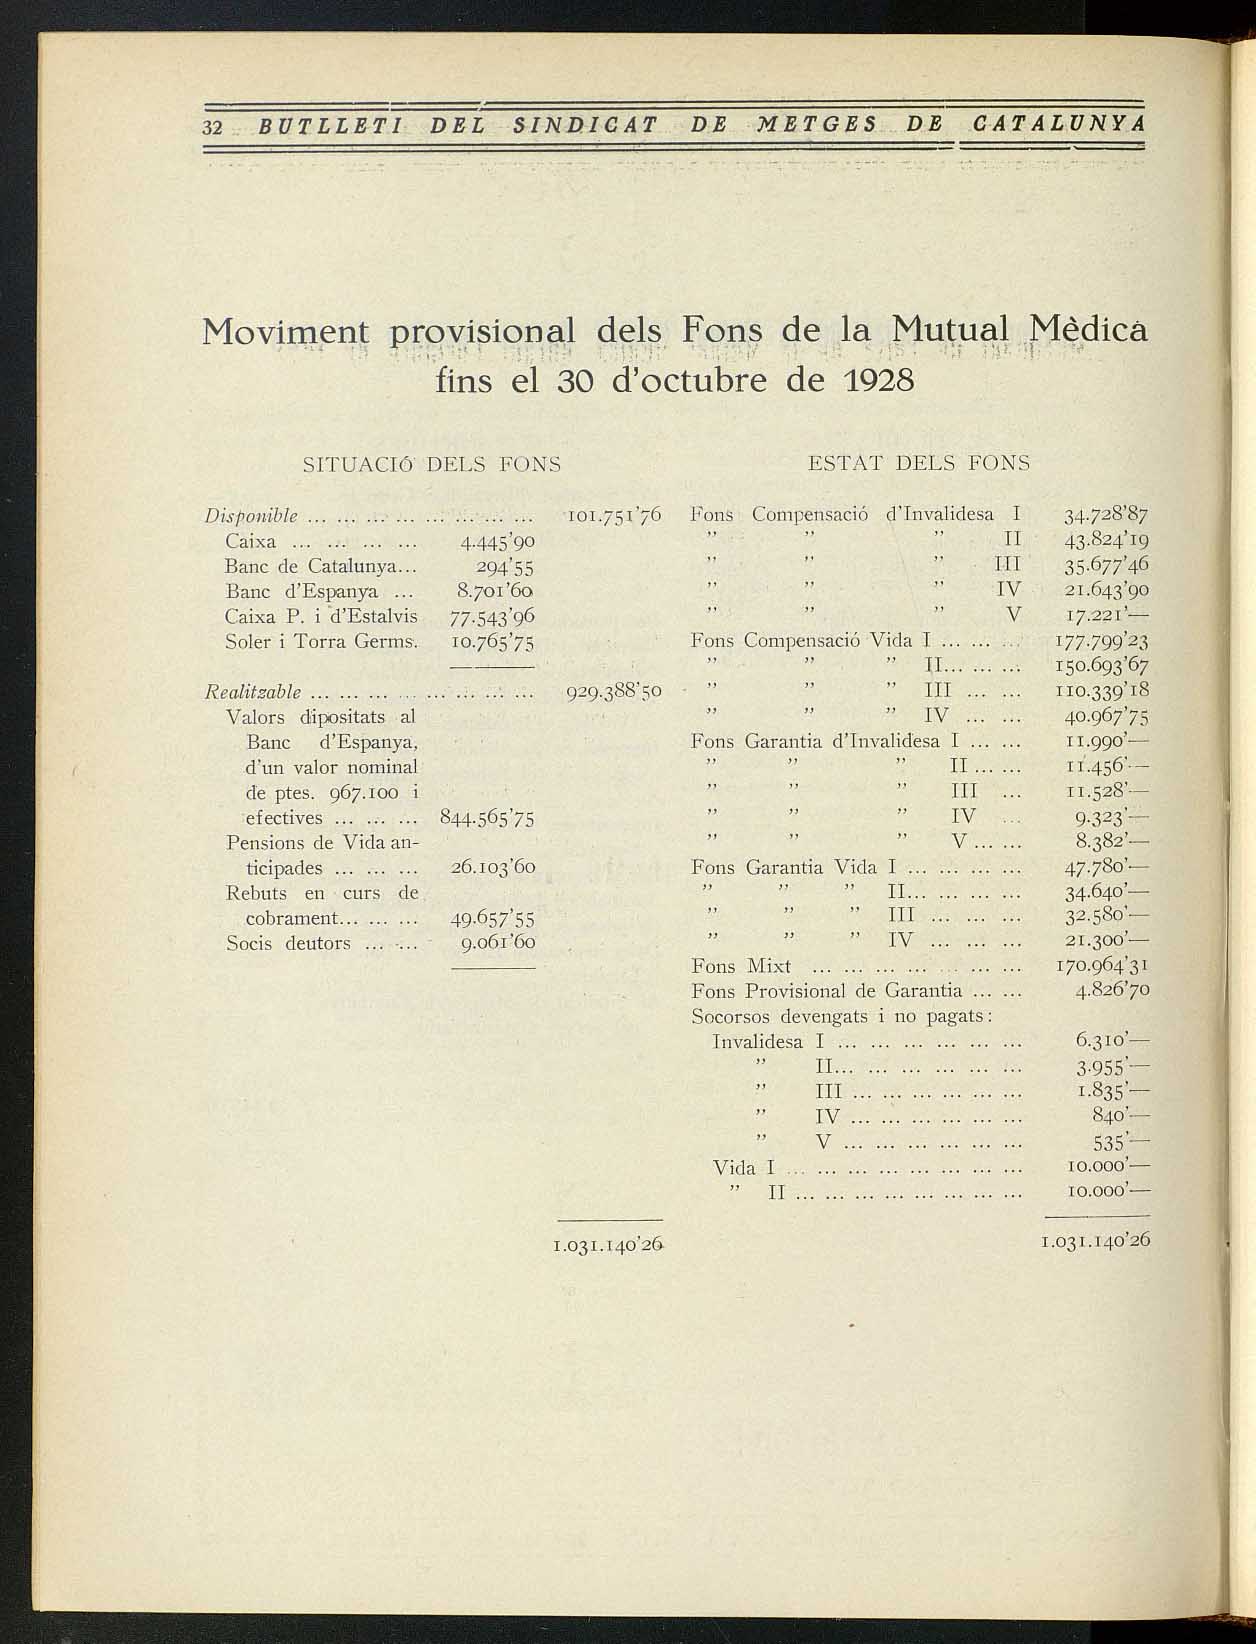 32 BUTLLETI DEL SINDICAT DE METGES DE CATALUNYA
Moviment provisional dels Fons de la Mutual Mèdica
fins el 30 d'octubre de 1928
SITUACIÓ DELS FONS
Disponible ... ... ... ... ... ... ... ... 101.751'76
Caixa ... ... ... ... 4.445'90
Banc de Catalunya... 294'55
Banc d'Espanya ... 8.701'60
Caixa P. i d'Estalvis 77.543'96
Soler i Torra Germs. 10.765'75
Realitzable ... ... ... ... ... ... ... ... 929.388'50
Valors dipositats al
Banc d'Espanya,
d'un valor nominal
de ptes. 967.100 i
efectives ... ... ... 844.565'75
Pensions de Vida an-
ticipades ... ... ... 26.103'60
Rebuts en curs de
cobrament... ... ... 49.657'55
Socis deutors ... ... 9.061'60
1.031.140'26
ESTAT DELS FONS
Fons Compensació d'Invalidesa I 34.728'87
" " " II 43.824'19
" " " III 35.677'46
" " " IV 21.643'90
" " " V 17.221'—
Fons Compensació Vida I ... ... ... 177.799'23
" " " II... ... ... 150.693'67
" " " III ... ... 110.339'18
" " " IV ... ... 40.967'75
Fons Garantia d'Invalidesa I ... ... 11.990'—
" " " II ... ... 11.456'—
" " " III ... 11.528'—
" " " IV ... 9.323'—
" " " V ... ... 8.382'—
Fons Garantia Vida I ... ... ... ... 47.780'—
" " " II... ... ... ... 34.640'—
" " " III ... ... ... 32.580'—
" " " IV ... ... ... 21.300'—
Fons Mixt ... ... ... ... ... ... ... 170.964'31
Fons Provisional de Garantia ... ... 4.826'70
Socorsos devengats i no pagats:
Invalidesa I ... ... ... ... ... ... 6.310'—
" II... ... ... ... ... ... 3.955'—
" III ... ... ... ... ... ... 1.835'—
" IV ... ... ... ... ... ... 840'—
" V ... ... ... ... ... ... 535'—
Vida I ... ... ... ... ... ... ... ... 10.000'—
" II ... ... ... ... ... ... ... ... 10.000'—
1.031.140'26